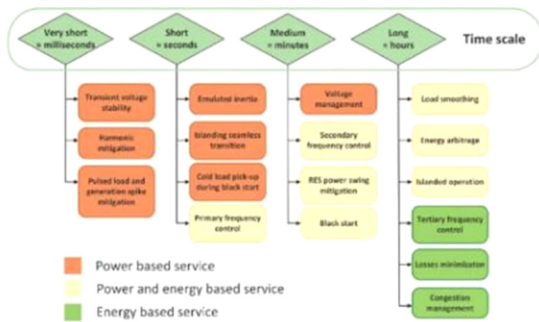 Very short
= milliseconds
Short
= seconds
Medium
= minutes
Long
= hours
Time scale
Transient voltage
stability
Harmonic
mitigation
Pulsed load and
generation spike
mitigation
Emulated inertia
Islanding seamless
transition
Cold load pick-up
during black start
Primary frequency
control
Voltage
management
Secondary
frequency control
RES power swing
mitigation
Black start
Load smoothing
Energy arbitrage
Islanded operation
Tertiary frequency
control
Losses minimization
Congestion
management
Power based service
Power and energy based service
Energy based service